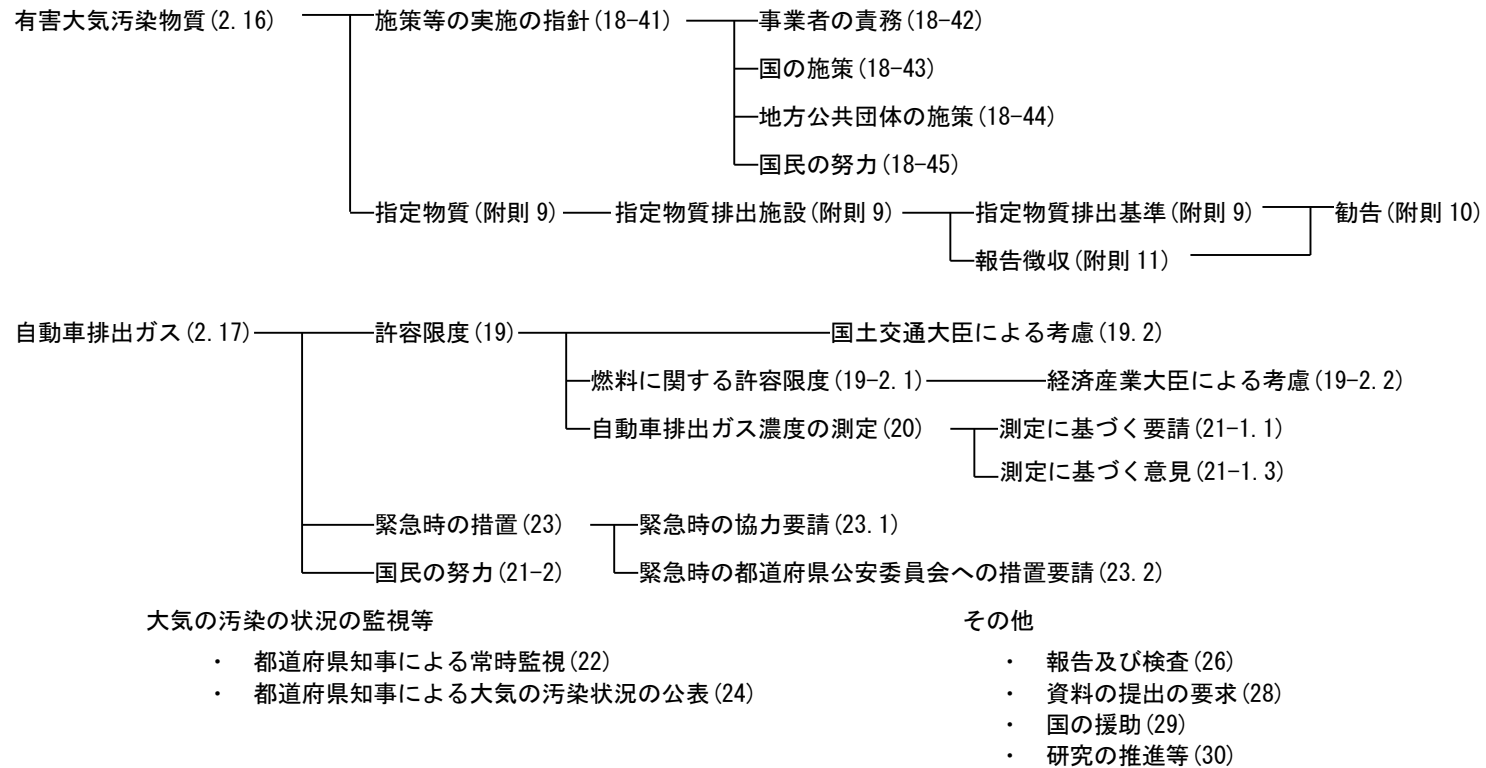 有害大気汚染物質(2.16) 施策等の実施の指針(18-41) 事業者の責務(18-42)
国の施策(18-43)
地方公共団体の施策(18-44)
国民の努力(18-45)
指定物質(附則 9) 指定物質排出施設(附則 9) 指定物質排出基準(附則 9) 勧告(附則 10)
報告徴収(附則 11)
自動車排出ガス(2.17) 許容限度(19) 国土交通大臣による考慮(19.2)
燃料に関する許容限度(19-2.1) 経済産業大臣による考慮(19-2.2)
自動車排出ガス濃度の測定(20) 測定に基づく要請(21-1.1)
測定に基づく意見(21-1.3)
緊急時の措置(23) 緊急時の協力要請(23.1)
国民の努力(21-2) 緊急時の都道府県公安委員会への措置要請(23.2)
大気の汚染の状況の監視等 その他
・ 都道府県知事による常時監視(22) ・ 報告及び検査(26)
・ 都道府県知事による大気の汚染状況の公表(24) ・ 資料の提出の要求(28)
・ 国の援助(29)
・ 研究の推進等(30)